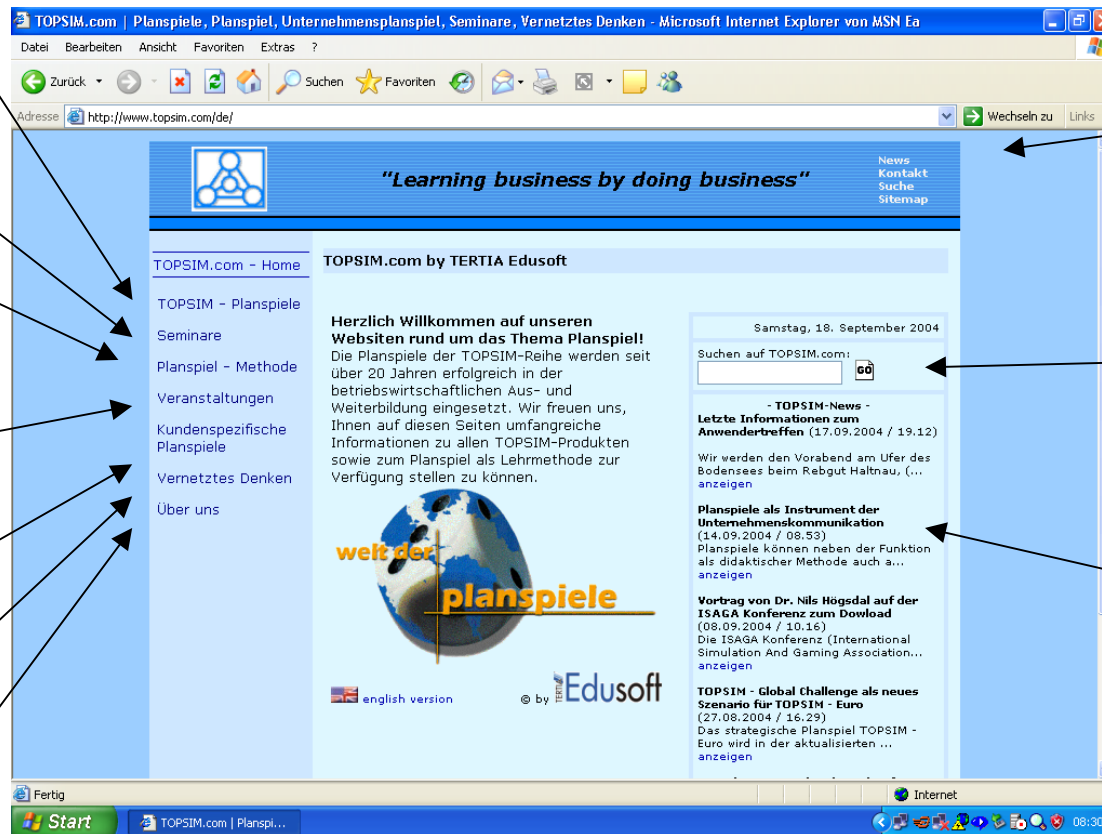 TOPSIM.com | Planspiele, Planspiel, Unternehmensplanspiel, Seminare, Vernetztes Denken - Microsoft Internet Explorer von MSN Ea
Datei Bearbeiten Ansicht Favoriten Extras ?
Zurück Suchen Favoriten
Adresse http://www.topsim.com/de/ Wechseln zu Links
"Learning business by doing business"
News
Kontakt
Suche
Sitemap
TOPSIM.com - Home
TOPSIM - Planspiele
Seminare
Planspiel - Methode
Veranstaltungen
Kundenspezifische
Planspiele
Vernetztes Denken
Über uns
TOPSIM.com by TERTIA Edusoft
Herzlich Willkommen auf unseren
Websiten rund um das Thema Planspiel!
Die Planspiele der TOPSIM-Reihe werden seit
über 20 Jahren erfolgreich in der
betriebswirtschaftlichen Aus- und
Weiterbildung eingesetzt. Wir freuen uns,
Ihnen auf diesen Seiten umfangreiche
Informationen zu allen TOPSIM-Produkten
sowie zum Planspiel als Lehrmethode zur
Verfügung stellen zu können.
welt der
planspiele
english version
© by TERTIA Edusoft
Samstag, 18. September 2004
Suchen auf TOPSIM.com:
GO
- TOPSIM-News -
Letzte Informationen zum
Anwendertreffen (17.09.2004 / 19.12)
Wir werden den Vorabend am Ufer des
Bodensees beim Rebgut Haltnau, (...
anzeigen
Planspiele als Instrument der
Unternehmenskommunikation
(14.09.2004 / 08.53)
Planspiele können neben der Funktion
als didaktischer Methode auch a...
anzeigen
Vortrag von Dr. Nils Högsdal auf der
ISAGA Konferenz zum Dowload
(08.09.2004 / 10.16)
Die ISAGA Konferenz (International
Simulation And Gaming Association...
anzeigen
TOPSIM - Global Challenge als neues
Szenario für TOPSIM - Euro
(27.08.2004 / 16.29)
Das strategische Planspiel TOPSIM -
Euro wird in der aktualisierten ...
anzeigen
Fertig Internet
Start TOPSIM.com | Planspi... 08:30